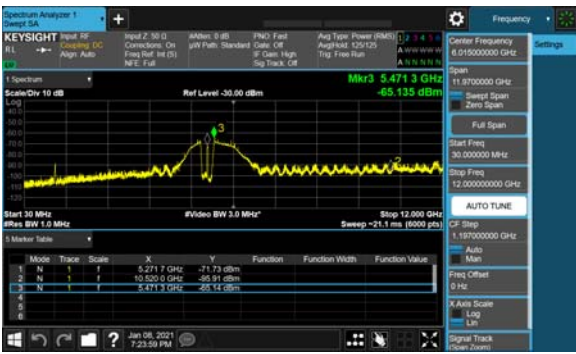 Spectrum Analyzer 1
Swept SA
Frequency
KEYSIGHT
Input: RF
Coupling: DC
Align: Auto
Input Z: 50 Ω
Corrections: On
Freq Ref: Int (S)
NFE: Full
#Atten: 0 dB
µW Path: Standard
PNO: Fast
Gate: Off
IF Gain: High
Sig Track: Off
Avg Type: Power (RMS)
Avg|Hold: 125/125
Trig: Free Run
1 2 3 4 5 6
A W W W W W
A N N N N N
1 Spectrum
Scale/Div 10 dB
Ref Level -30.00 dBm
Mkr3 5.471 3 GHz
-65.135 dBm
Log
Start 30 MHz
#Video BW 3.0 MHz*
Stop 12.000 GHz
#Res BW 1.0 MHz
Sweep ~21.1 ms (6000 pts)
5 Marker Table
Mode Trace Scale X Y Function Function Width Function Value
1 N 1 f 5.271 7 GHz -71.73 dBm
2 N 1 f 10.520 0 GHz -95.91 dBm
3 N 1 f 5.471 3 GHz -65.14 dBm
4
5
6
Jan 08, 2021
7:23:59 PM
Center Frequency
6.015000000 GHz
Settings
Span
11.9700000 GHz
Swept Span
Zero Span
Full Span
Start Freq
30.000000 MHz
Stop Freq
12.000000000 GHz
AUTO TUNE
CF Step
1.197000000 GHz
Auto
Man
Freq Offset
0 Hz
X Axis Scale
Log
Lin
Signal Track
(Span Zoom)